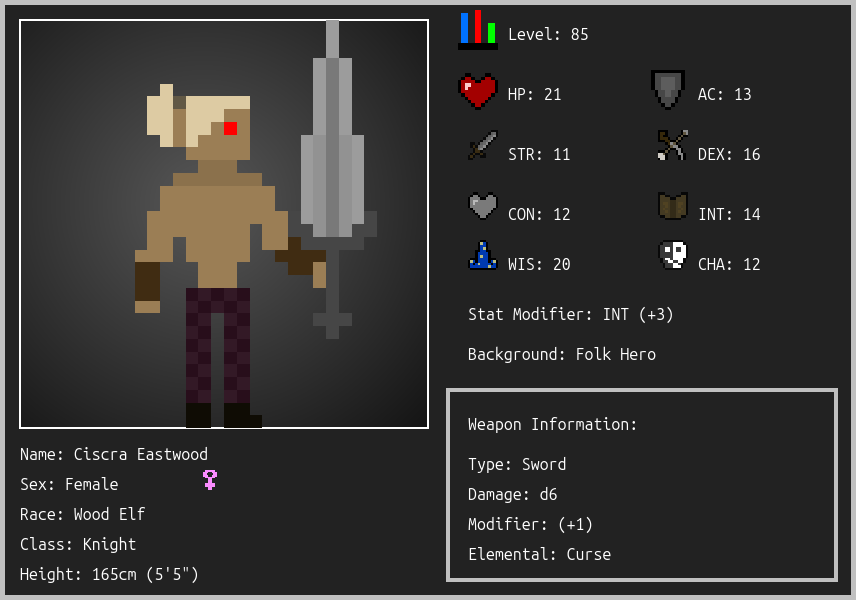 Level: 85
HP: 21
AC: 13
STR: 11
DEX: 16
CON: 12
INT: 14
WIS: 20
CHA: 12
Stat Modifier: INT (+3)
Background: Folk Hero
Weapon Information:
Type: Sword
Damage: d6
Modifier: (+1)
Elemental: Curse
Name: Ciscra Eastwood
Sex: Female
Race: Wood Elf
Class: Knight
Height: 165cm (5'5")